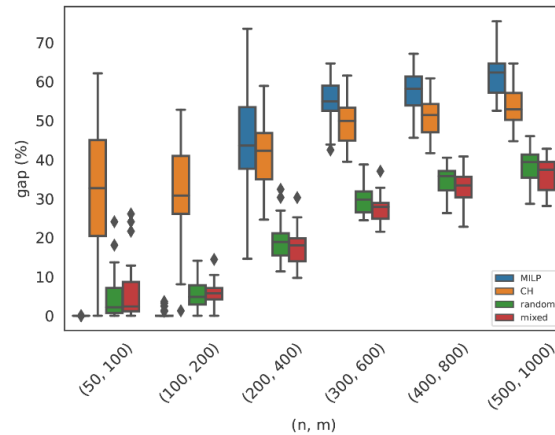 gap (%)
70
60
50
40
30
20
10
0
MILP
CH
random
mixed
(50, 100)
(100, 200)
(200, 400)
(300, 600)
(400, 800)
(500, 1000)
(n, m)